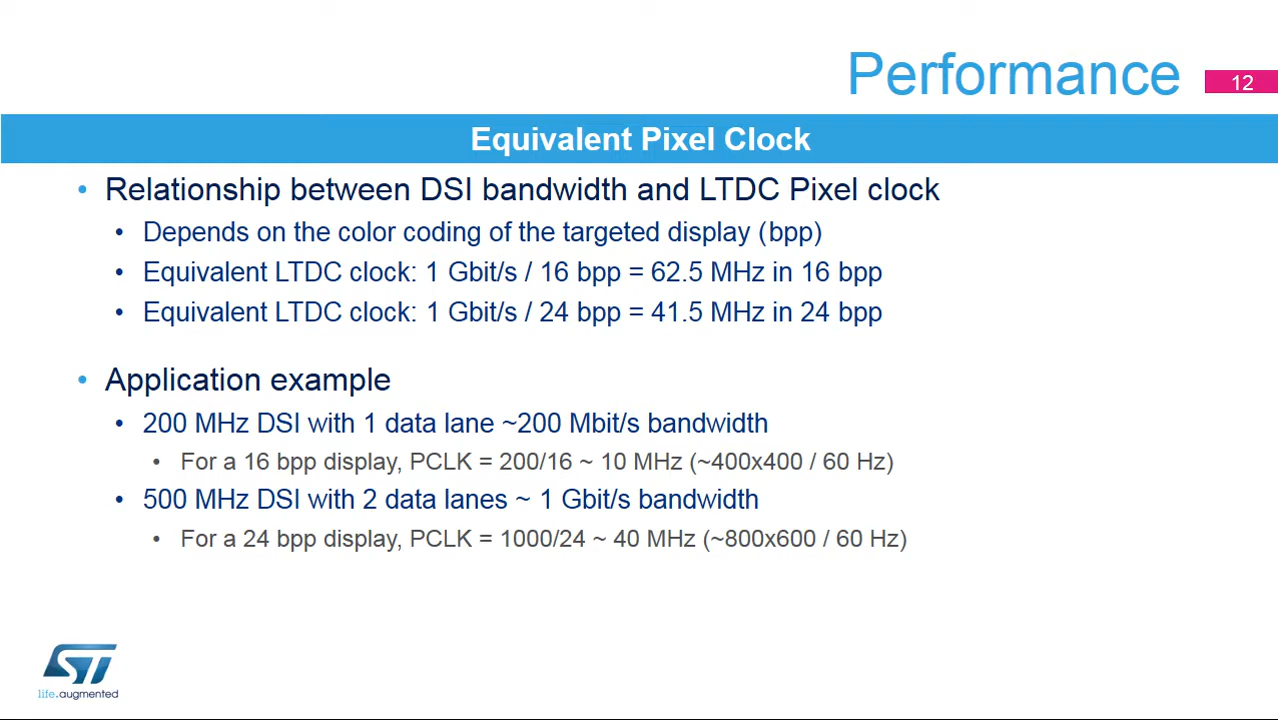 Performance
12
Equivalent Pixel Clock
• Relationship between DSI bandwidth and LTDC Pixel clock
• Depends on the color coding of the targeted display (bpp)
• Equivalent LTDC clock: 1 Gbit/s / 16 bpp = 62.5 MHz in 16 bpp
• Equivalent LTDC clock: 1 Gbit/s / 24 bpp = 41.5 MHz in 24 bpp
• Application example
• 200 MHz DSI with 1 data lane ~200 Mbit/s bandwidth
• For a 16 bpp display, PCLK = 200/16 ~ 10 MHz (~400x400 / 60 Hz)
• 500 MHz DSI with 2 data lanes ~ 1 Gbit/s bandwidth
• For a 24 bpp display, PCLK = 1000/24 ~ 40 MHz (~800x600 / 60 Hz)
ST
life.augmented